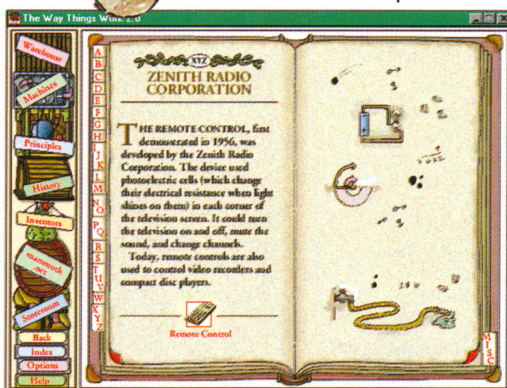 The Way Things Work 2.0
Warehouse
Machines
Principles
History
Inventors
mammoth
.net
Storeroom
Back
Index
Options
Help
A
B
C
D
E
F
G
H
I
J
K
L
M
N
O
P
Q
R
S
T
U
V
W
X
Y
Z
XYZ
ZENITH RADIO
CORPORATION
THE REMOTE CONTROL, first
demonstrated in 1956, was
developed by the Zenith Radio
Corporation. The device used
photoelectric cells (which change
their electrical resistance when light
shines on them) in each corner of
the television screen. It could turn
the television on and off, mute the
sound, and change channels.
Today, remote controls are also
used to control video recorders and
compact disc players.
Remote Control
MISC